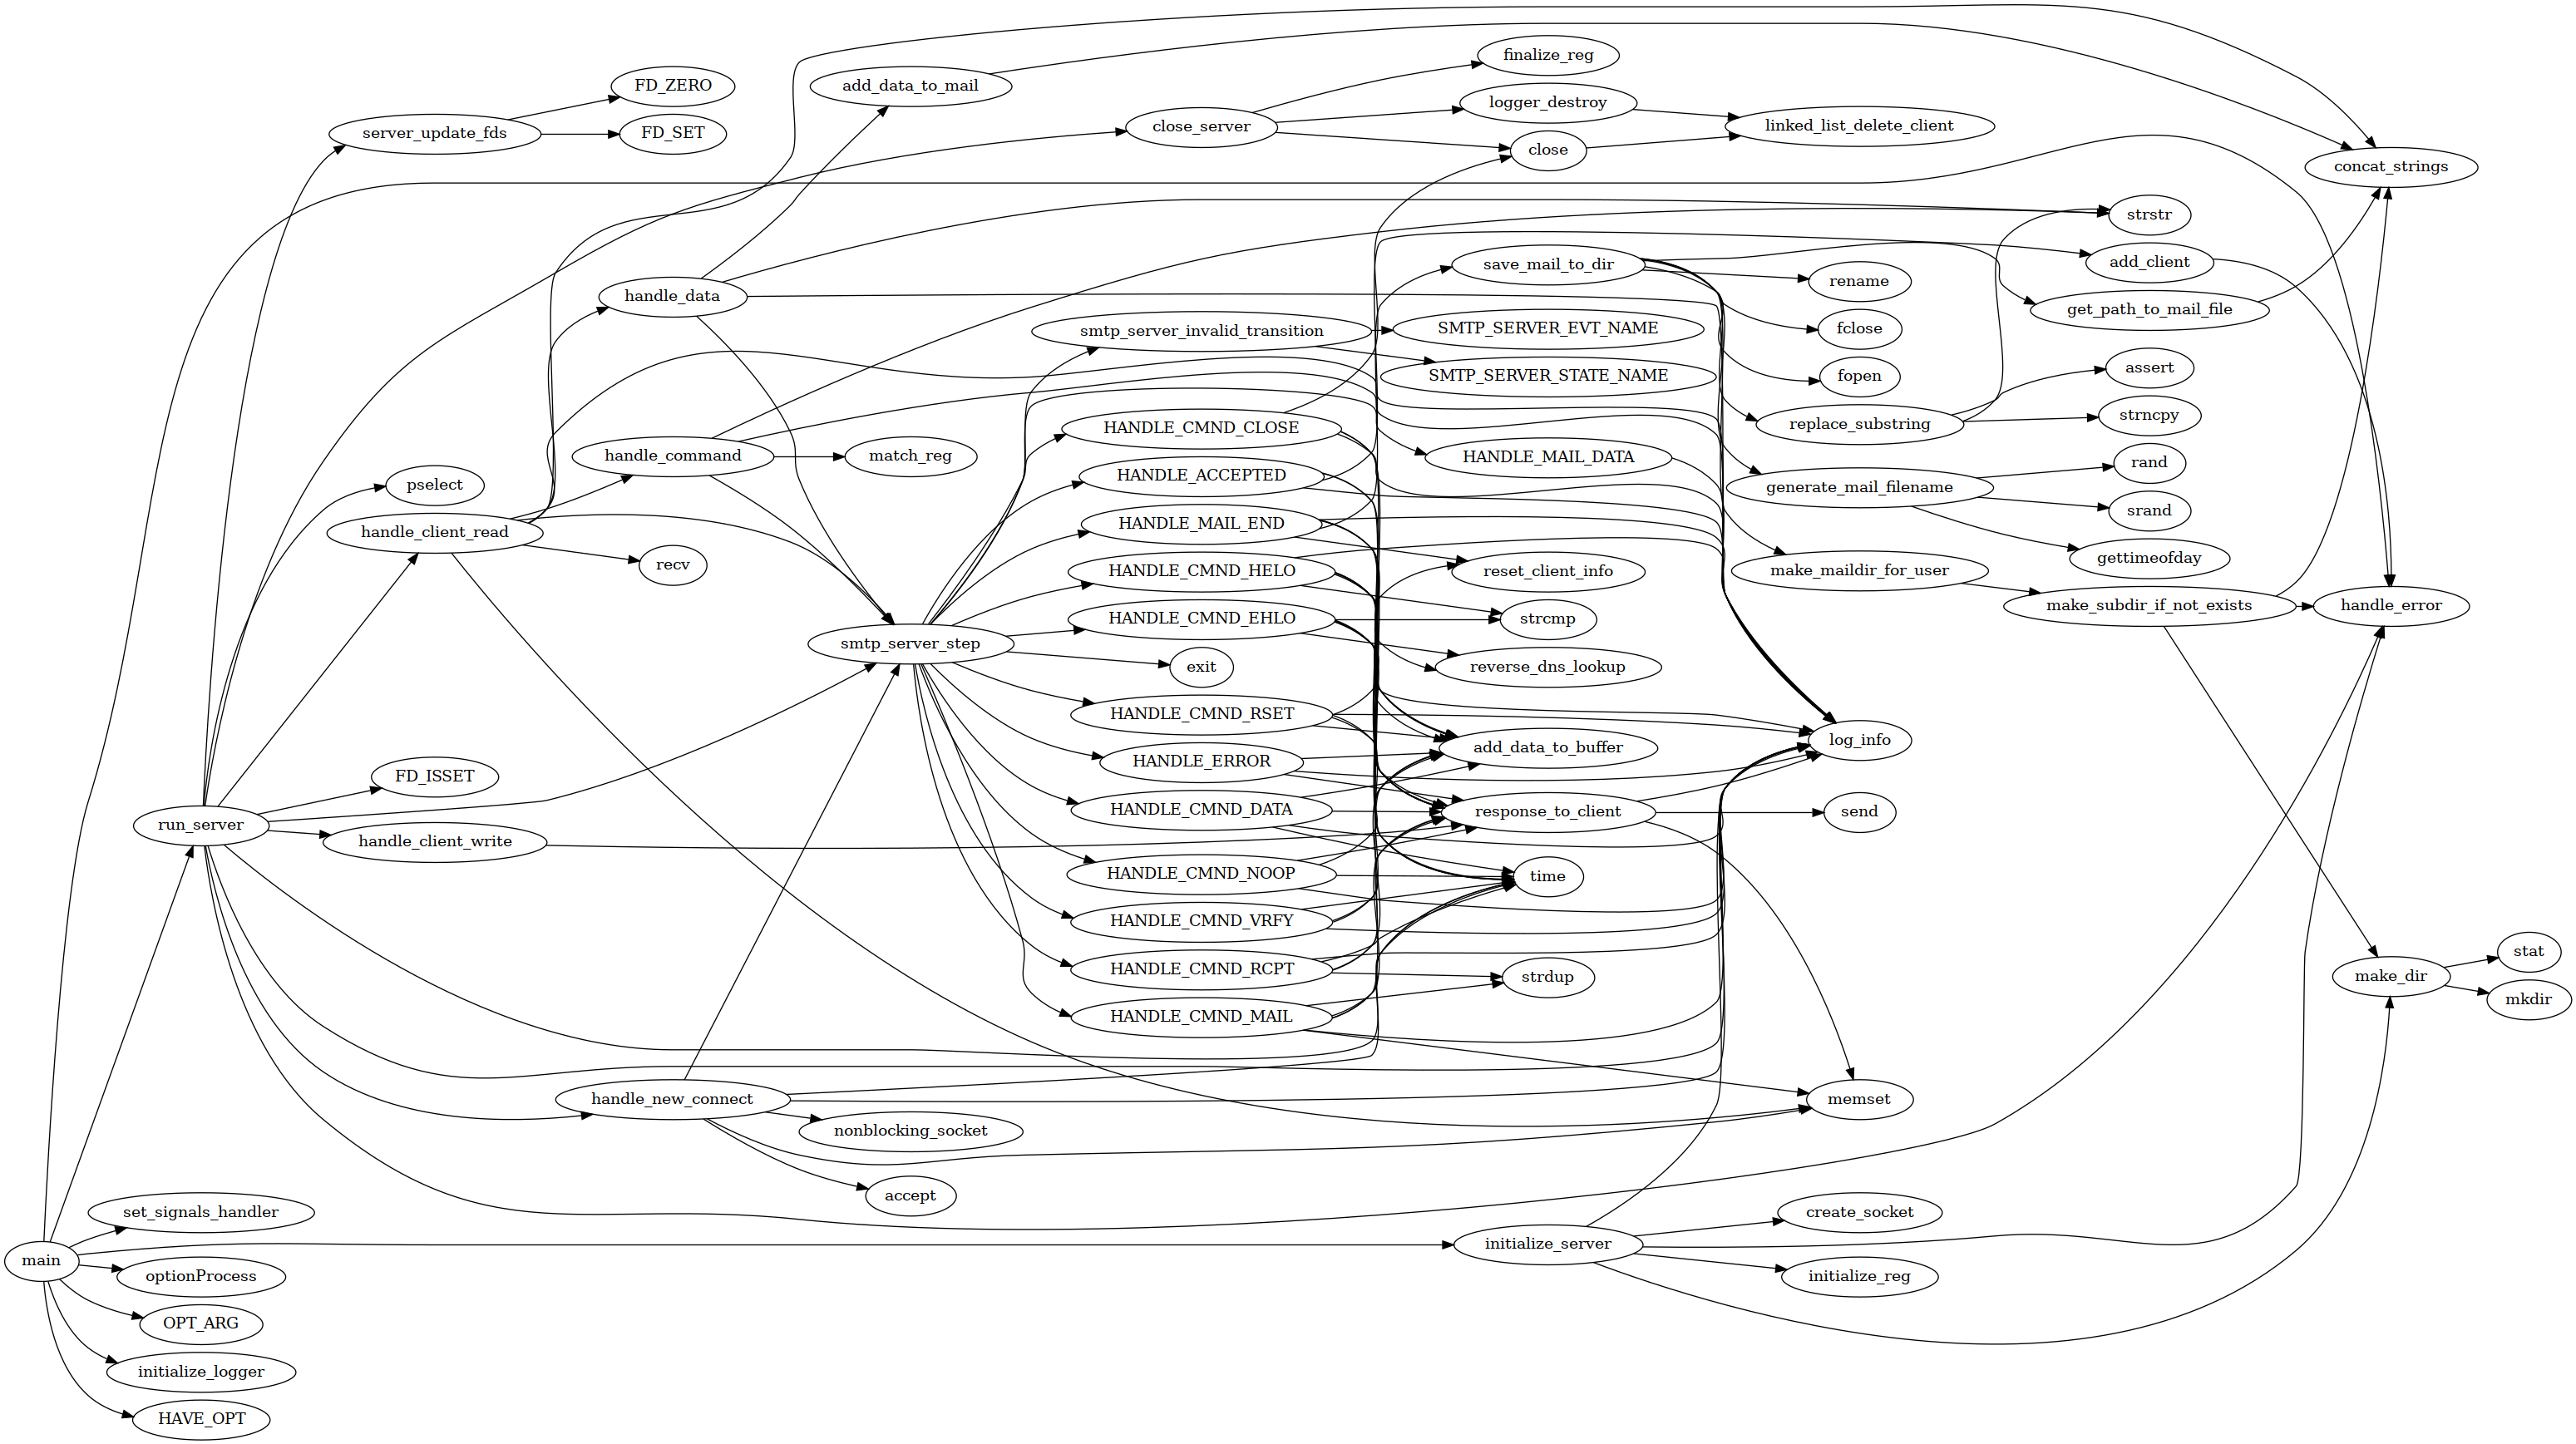 finalize_reg
FD_ZERO
add_data_to_mail
logger_destroy
server_update_fds
FD_SET
close_server
linked_list_delete_client
close
concat_strings
strstr
save_mail_to_dir
add_client
rename
handle_data
get_path_to_mail_file
smtp_server_invalid_transition
SMTP_SERVER_EVT_NAME
fclose
SMTP_SERVER_STATE_NAME
fopen
assert
HANDLE_CMND_CLOSE
replace_substring
strncpy
handle_command
match_reg
HANDLE_MAIL_DATA
rand
pselect
HANDLE_ACCEPTED
generate_mail_filename
srand
handle_client_read
HANDLE_MAIL_END
gettimeofday
recv
HANDLE_CMND_HELO
reset_client_info
make_maildir_for_user
HANDLE_CMND_EHLO
strcmp
make_subdir_if_not_exists
handle_error
smtp_server_step
exit
reverse_dns_lookup
HANDLE_CMND_RSET
log_info
HANDLE_ERROR
add_data_to_buffer
FD_ISSET
HANDLE_CMND_DATA
response_to_client
send
run_server
handle_client_write
HANDLE_CMND_NOOP
time
HANDLE_CMND_VRFY
stat
HANDLE_CMND_RCPT
strdup
make_dir
mkdir
HANDLE_CMND_MAIL
handle_new_connect
memset
nonblocking_socket
accept
set_signals_handler
create_socket
main
initialize_server
optionProcess
initialize_reg
OPT_ARG
initialize_logger
HAVE_OPT